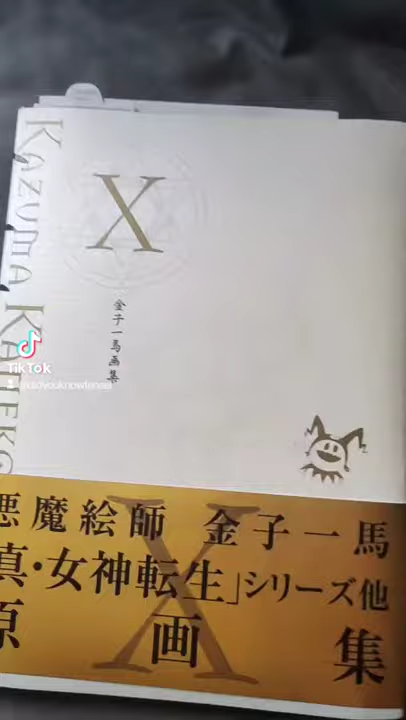 KAZUMA KANEKO
X
金子一馬画集
悪魔絵師 金子一馬
真・女神転生」シリーズ他
原画集
X
TikTok